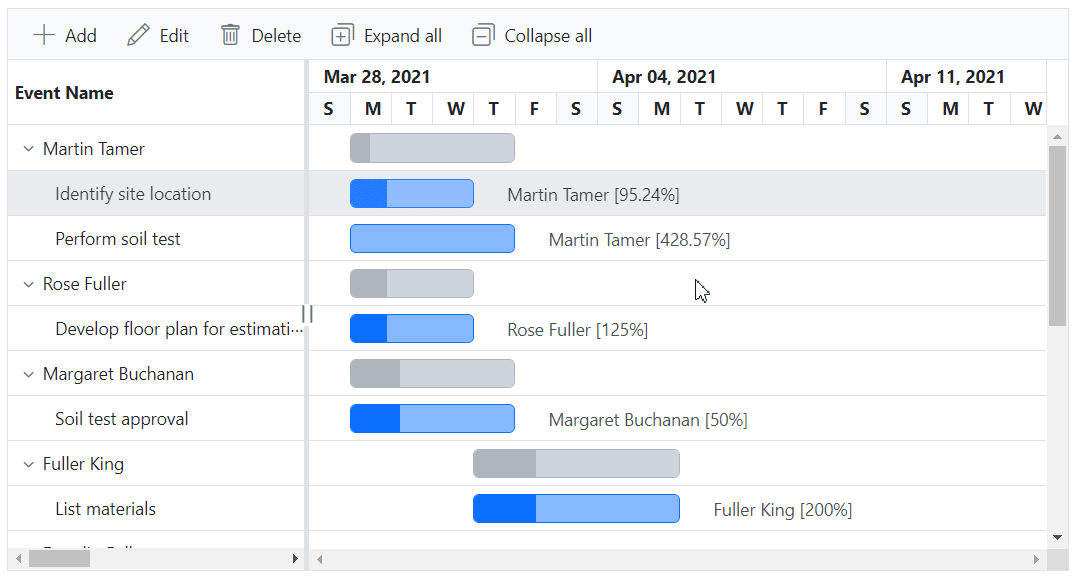 Add Edit Delete Expand all Collapse all
Event Name
Mar 28, 2021 Apr 04, 2021 Apr 11, 2021
S M T W T F S S M T W T F S S M T W
Martin Tamer
Identify site location Martin Tamer [95.24%]
Perform soil test Martin Tamer [428.57%]
Rose Fuller
Develop floor plan for estimati... Rose Fuller [125%]
Margaret Buchanan
Soil test approval Margaret Buchanan [50%]
Fuller King
List materials Fuller King [200%]